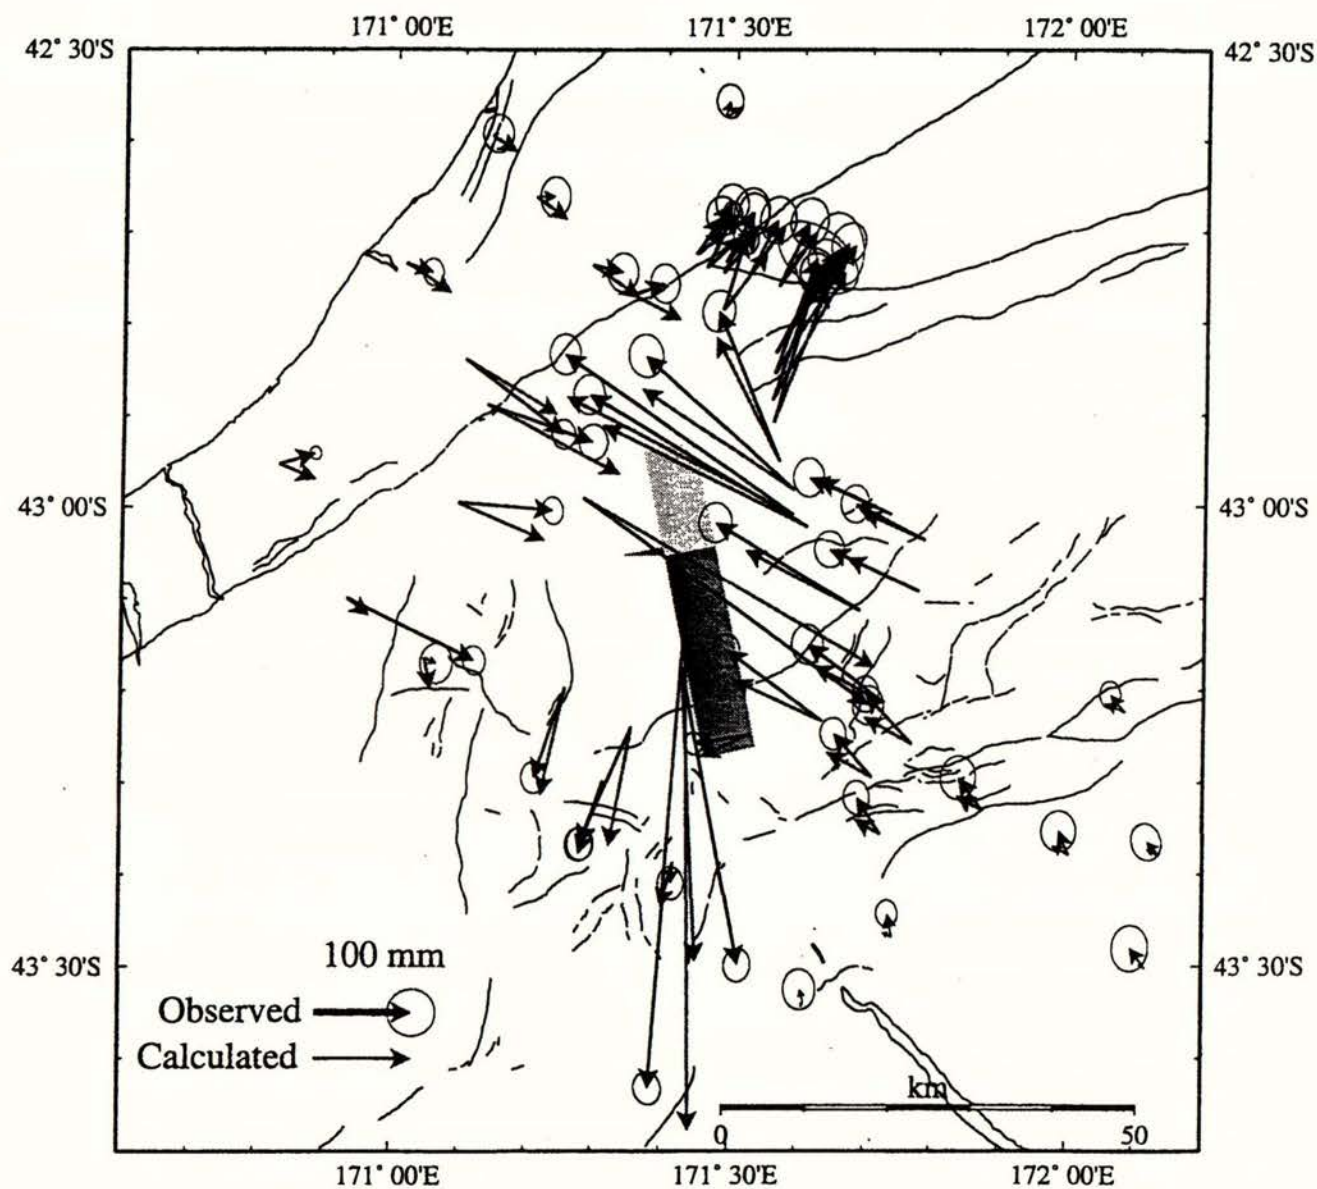 171° 00'E 171° 30'E 172° 00'E
42° 30'S 42° 30'S
43° 00'S 43° 00'S
43° 30'S 43° 30'S
100 mm
Observed
Calculated
km
0 50
171° 00'E 171° 30'E 172° 00'E